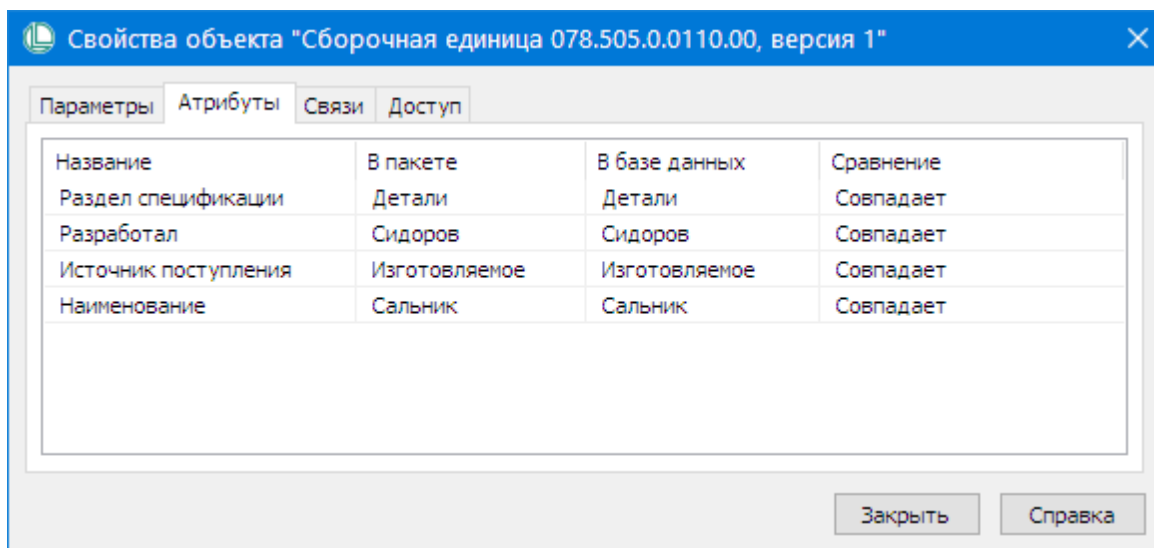 Свойства объекта "Сборочная единица 078.505.0.0110.00, версия 1"
Параметры Атрибуты Связи Доступ
Название В пакете В базе данных Сравнение
Раздел спецификации Детали Детали Совпадает
Разработал Сидоров Сидоров Совпадает
Источник поступления Изготовляемое Изготовляемое Совпадает
Наименование Сальник Сальник Совпадает
Закрыть Справка